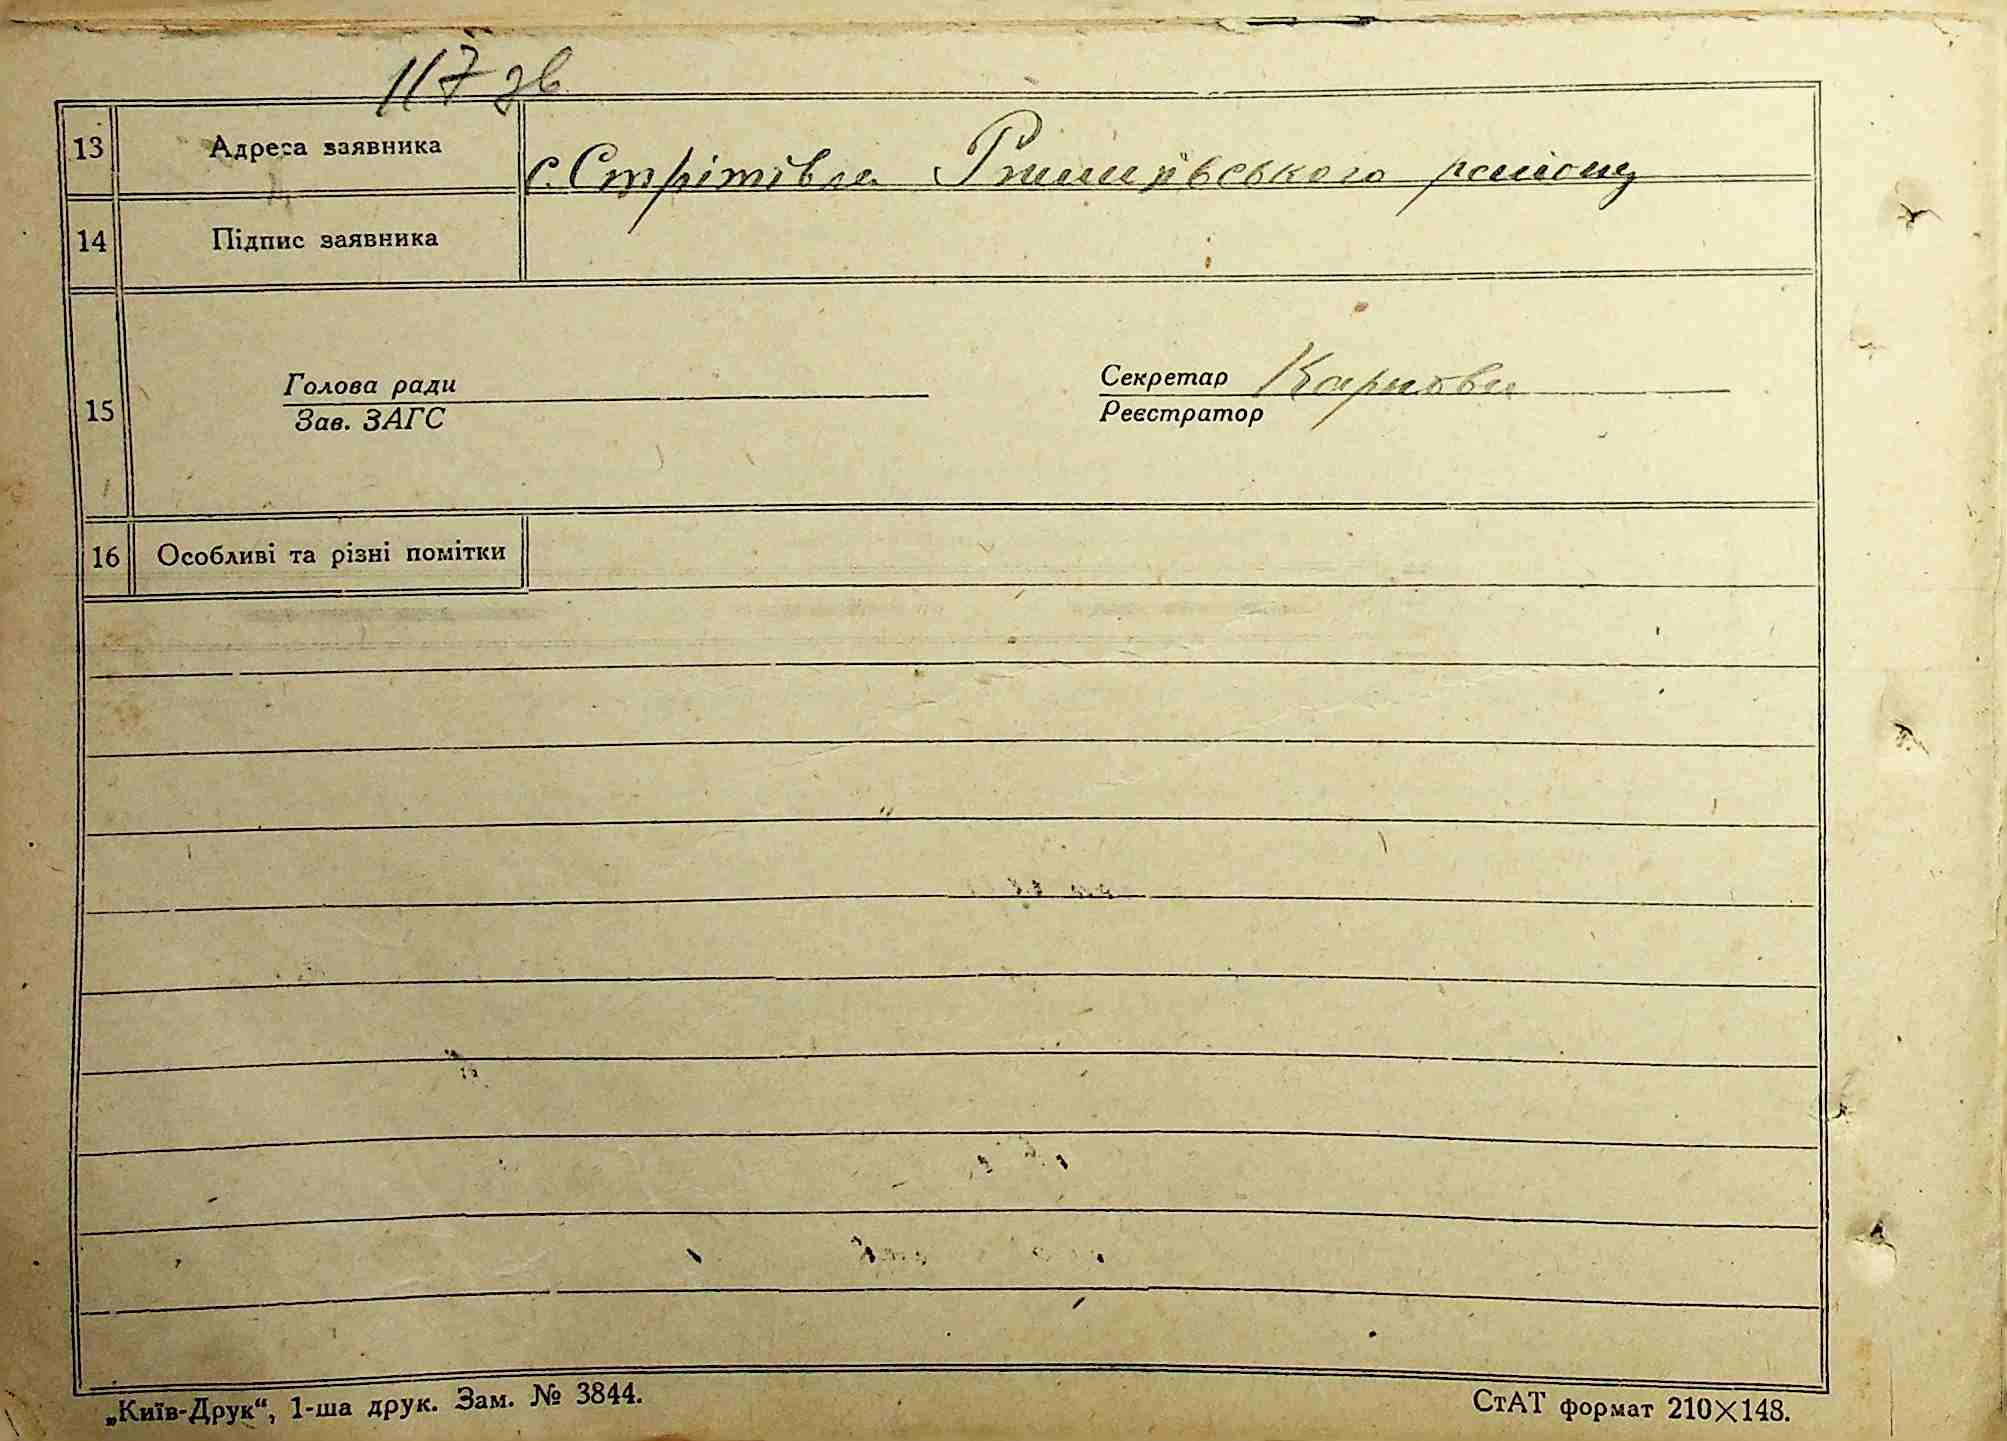 117 зв
13 Адреса заявника с. Стрітівка Ржищівського району
14 Підпис заявника
15 Голова ради Секретар
Зав. ЗАГС Реєстратор
16 Особливі та різні помітки
„Київ-Друк“, 1-ша друк. Зам. № 3844. СтАТ формат 210×148.